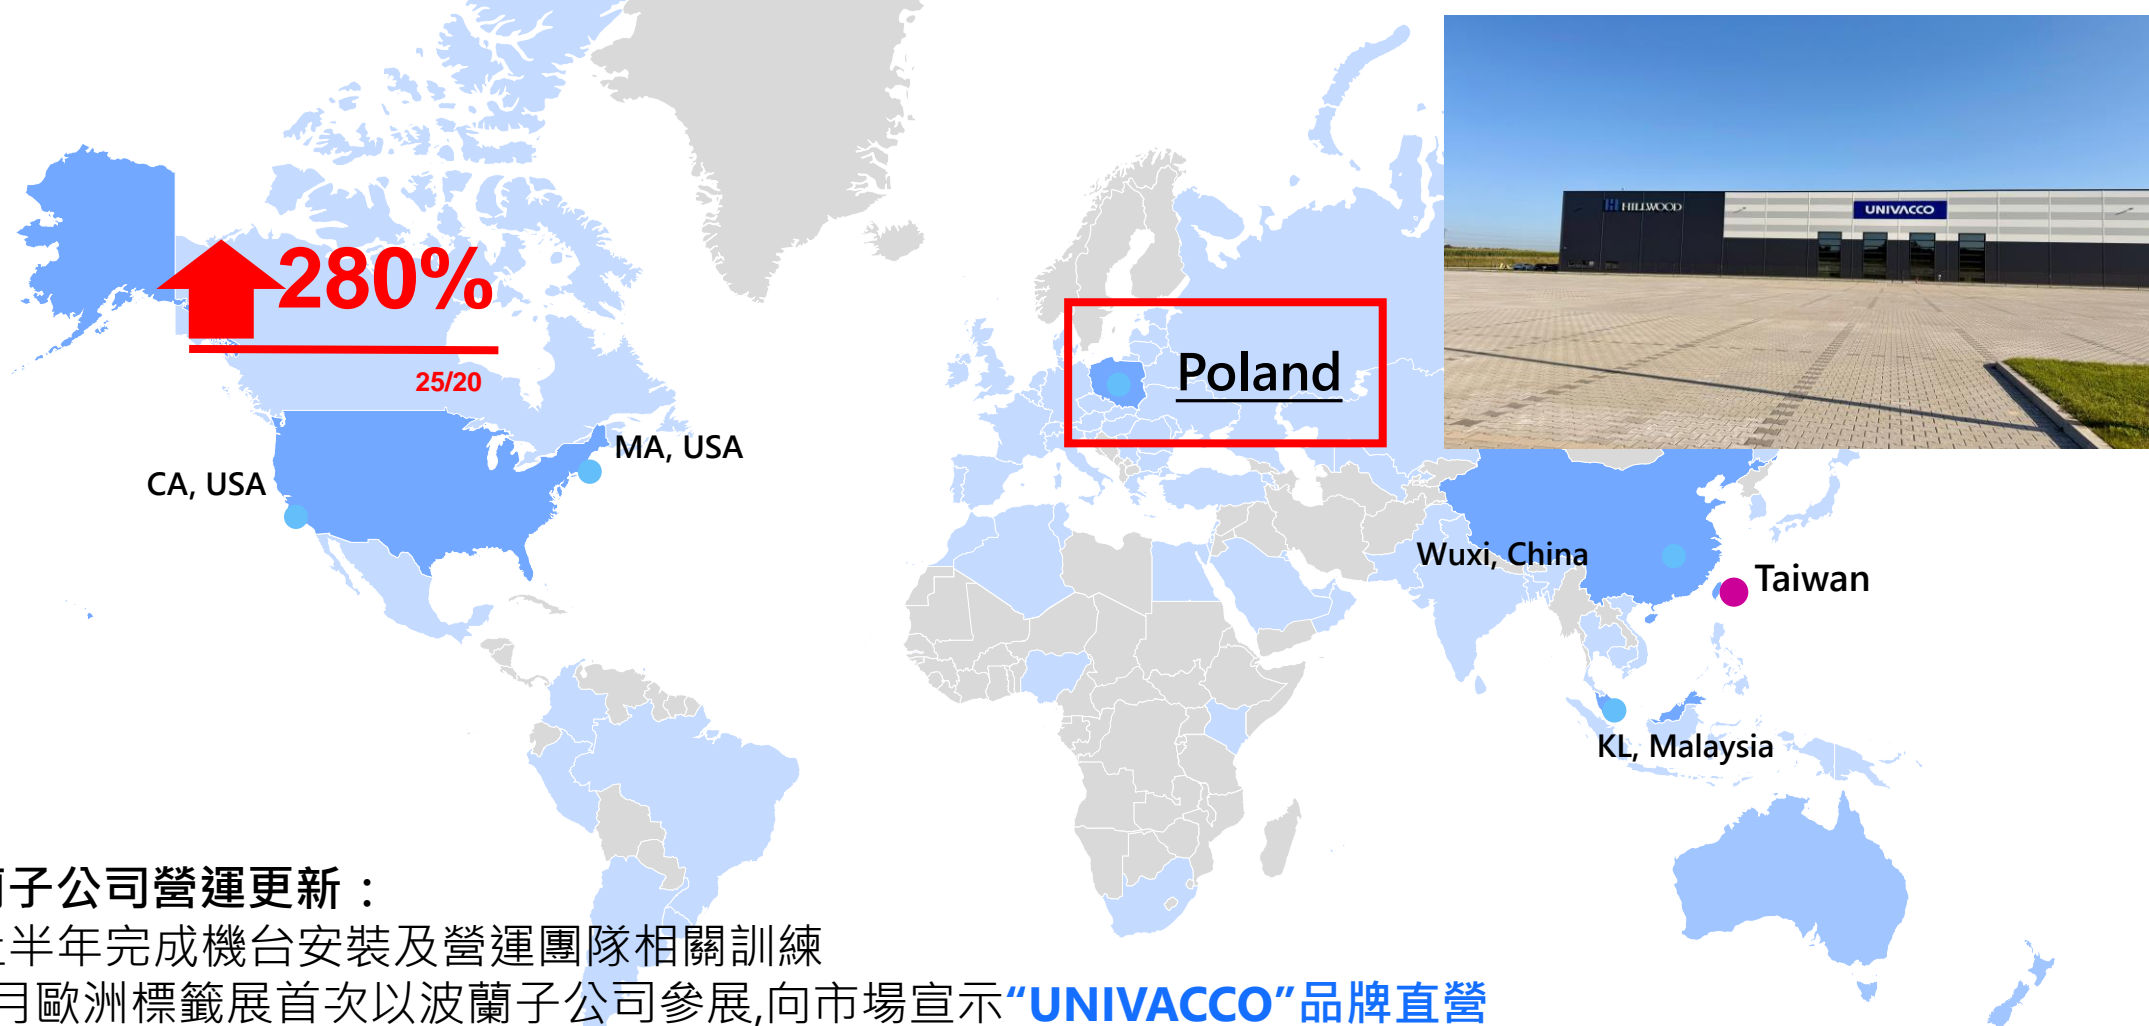 HILLWOOD
UNIVACCO
280%
25/20
Poland
MA, USA
CA, USA
Wuxi, China
Taiwan
KL, Malaysia
子公司營運更新：
半年完成機台安裝及營運團隊相關訓練
月歐洲標籤展首次以波蘭子公司參展,向市場宣示“UNIVACCO”品牌直營